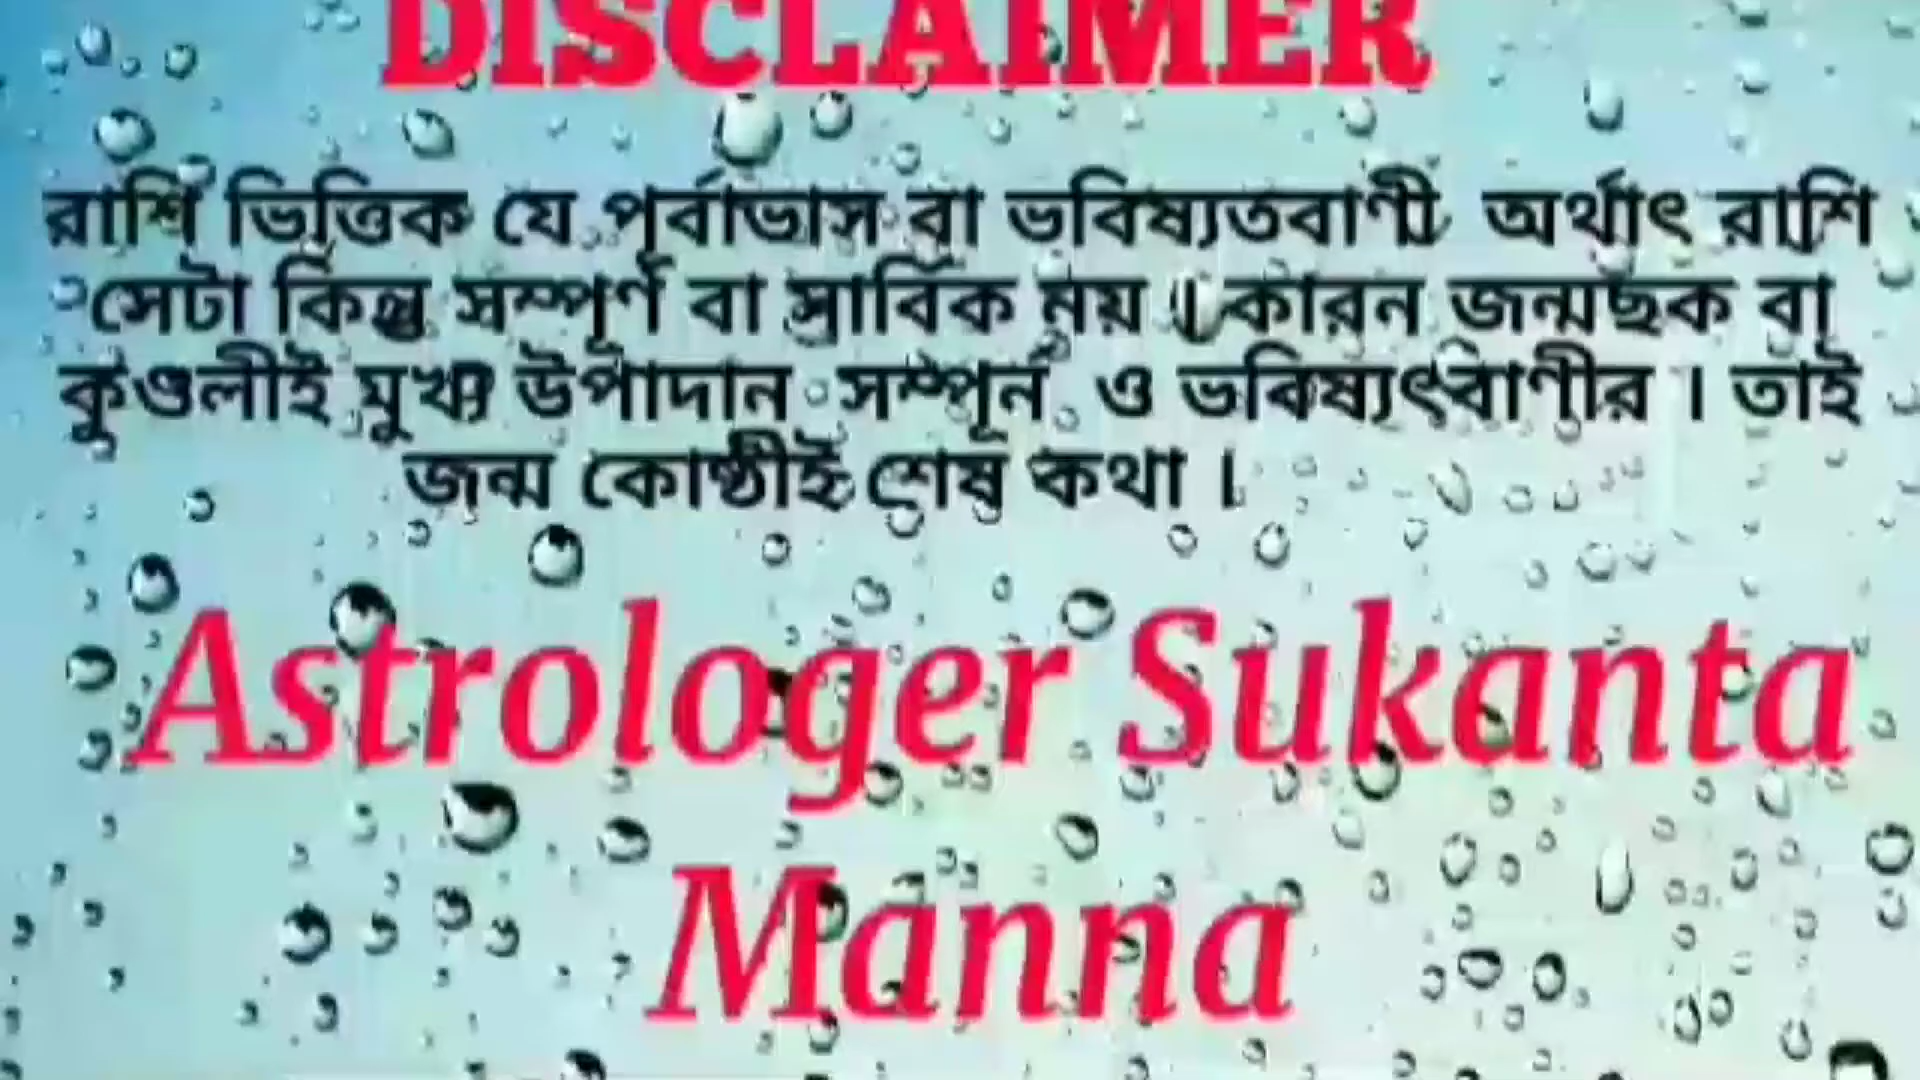 DISCLAIMER
রাশি ভিত্তিক যে পূর্বাভাস বা ভবিষ্যতবাণী অর্থাৎ রাশি
সেটা কিন্তু সম্পূর্ণ বা সার্বিক নয় । কারন জন্মছক বা
কুণ্ডলীই মুখ্য উপাদান সম্পূর্ন ও ভবিষ্যৎবাণীর । তাই
জন্ম কোষ্ঠীই শেষ কথা ।
Astrologer Sukanta
Manna